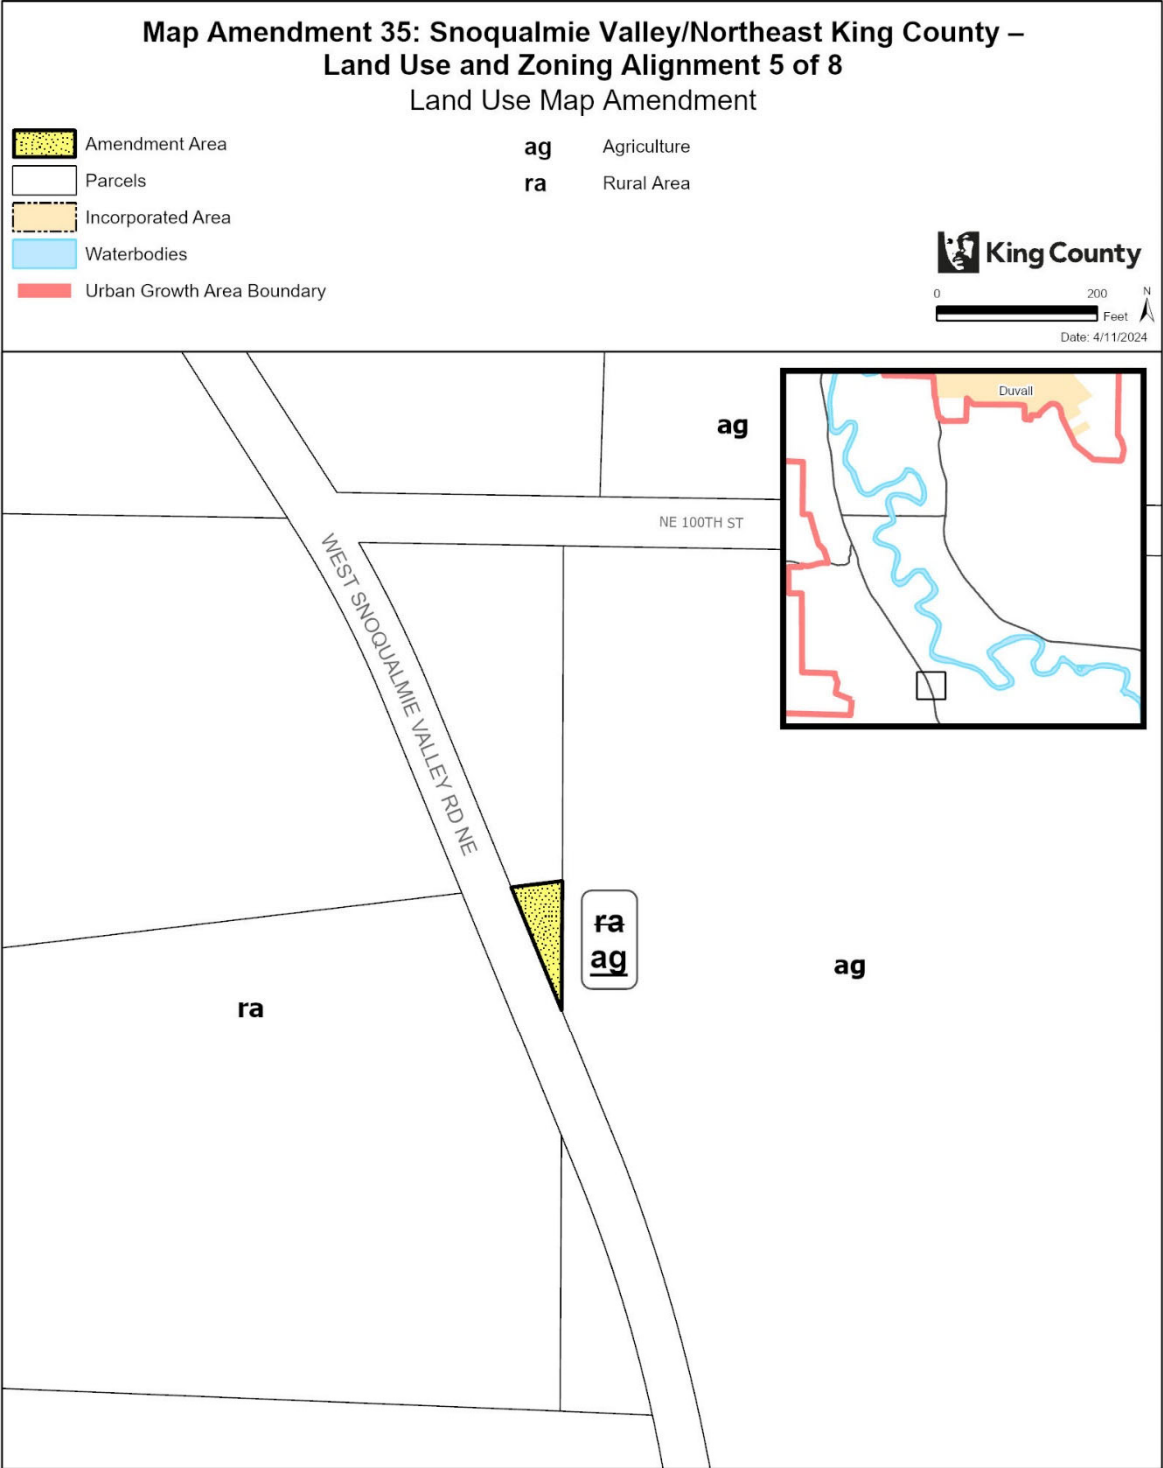 Map Amendment 35: Snoqualmie Valley/Northeast King County –
Land Use and Zoning Alignment 5 of 8
Land Use Map Amendment
Amendment Area
Parcels
Incorporated Area
Waterbodies
Urban Growth Area Boundary
ag Agriculture
ra Rural Area
King County
0 200
Feet
N
Date: 4/11/2024
ag
Duvall
NE 100TH ST
WEST SNOQUALMIE VALLEY RD NE
ra
ag
ag
ra